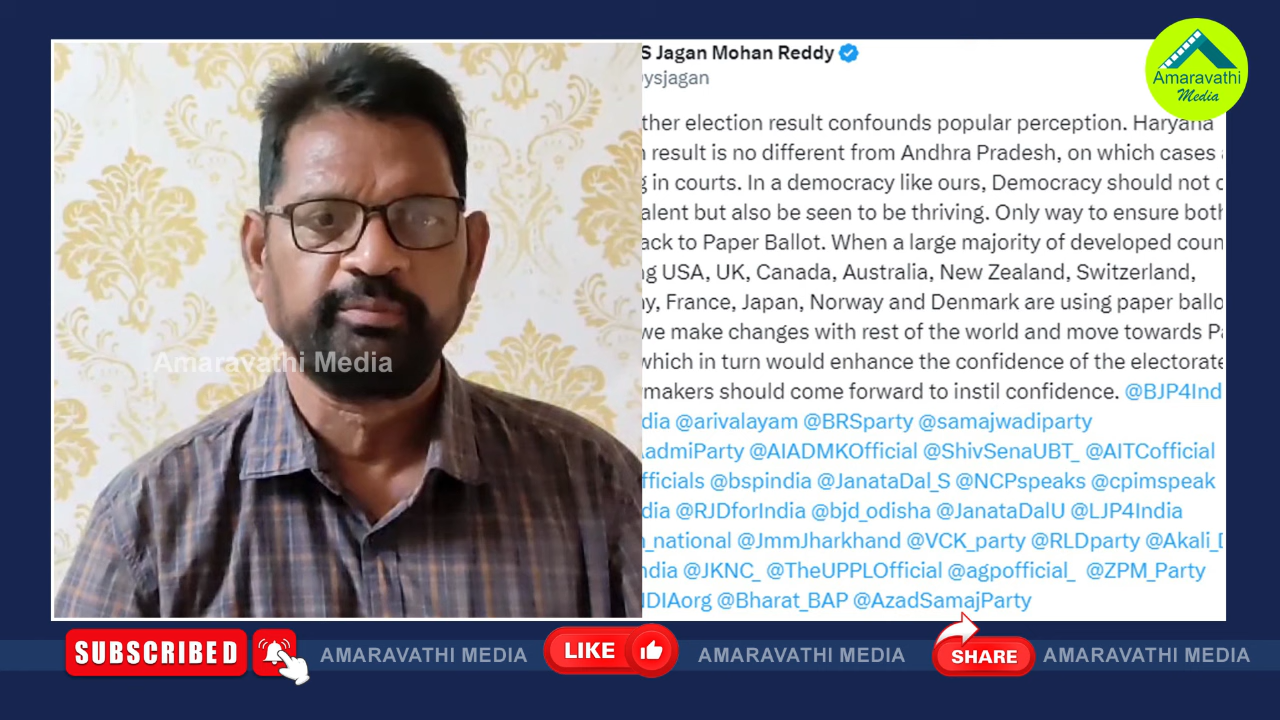 S Jagan Mohan Reddy
ysjagan
ther election result confounds popular perception. Haryana
result is no different from Andhra Pradesh, on which cases
g in courts. In a democracy like ours, Democracy should not
alent but also be seen to be thriving. Only way to ensure both
ack to Paper Ballot. When a large majority of developed coun
ng USA, UK, Canada, Australia, New Zealand, Switzerland,
y, France, Japan, Norway and Denmark are using paper ballo
we make changes with rest of the world and move towards Pa
which in turn would enhance the confidence of the electorate
makers should come forward to instil confidence. @BJP4Ind
dia @arivalayam @BRSparty @samajwadiparty
admiParty @AIADMKOfficial @ShivSenaUBT_ @AITCofficial
fficials @bspindia @JanataDal_S @NCPspeaks @cpimspeak
dia @RJDforIndia @bjd_odisha @JanataDalU @LJP4India
_national @JmmJharkhand @VCK_party @RLDparty @Akali_
ndia @JKNC_ @TheUPPLOfficial @agpofficial_ @ZPM_Party
NDIAorg @Bharat_BAP @AzadSamajParty
Amaravathi
Media
Amaravathi Media
SUBSCRIBED
AMARAVATHI MEDIA
LIKE
AMARAVATHI MEDIA
SHARE
AMARAVATHI MEDIA